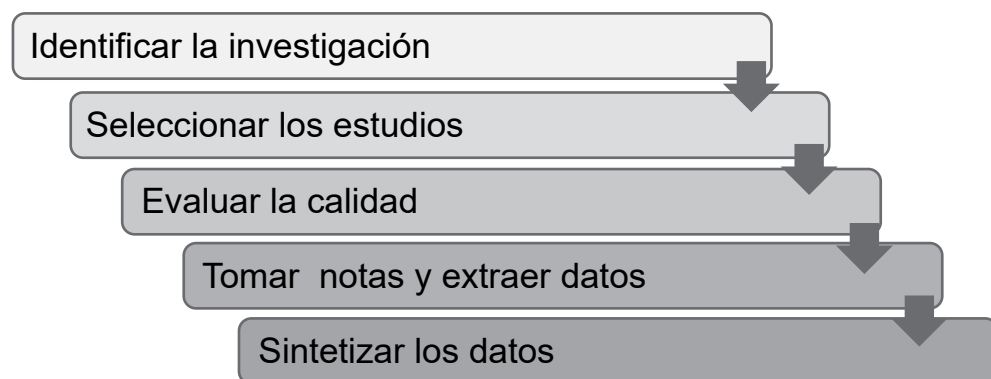 Identificar la investigación
Seleccionar los estudios
Evaluar la calidad
Tomar  notas y extraer datos
Sintetizar los datos